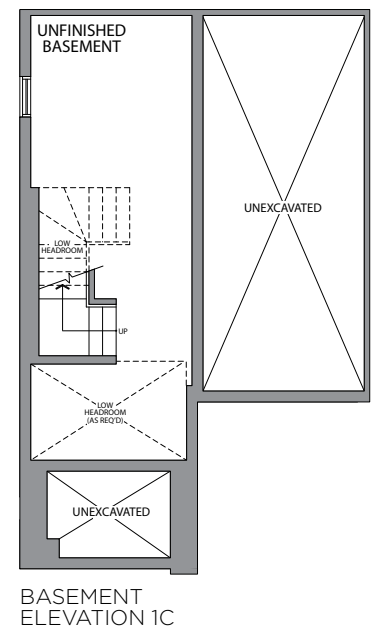 UNFINISHED
BASEMENT
UNEXCAVATED
LOW
HEADROOM
UP
LOW
HEADROOM
(AS REQ'D)
UNEXCAVATED
BASEMENT
ELEVATION 1C